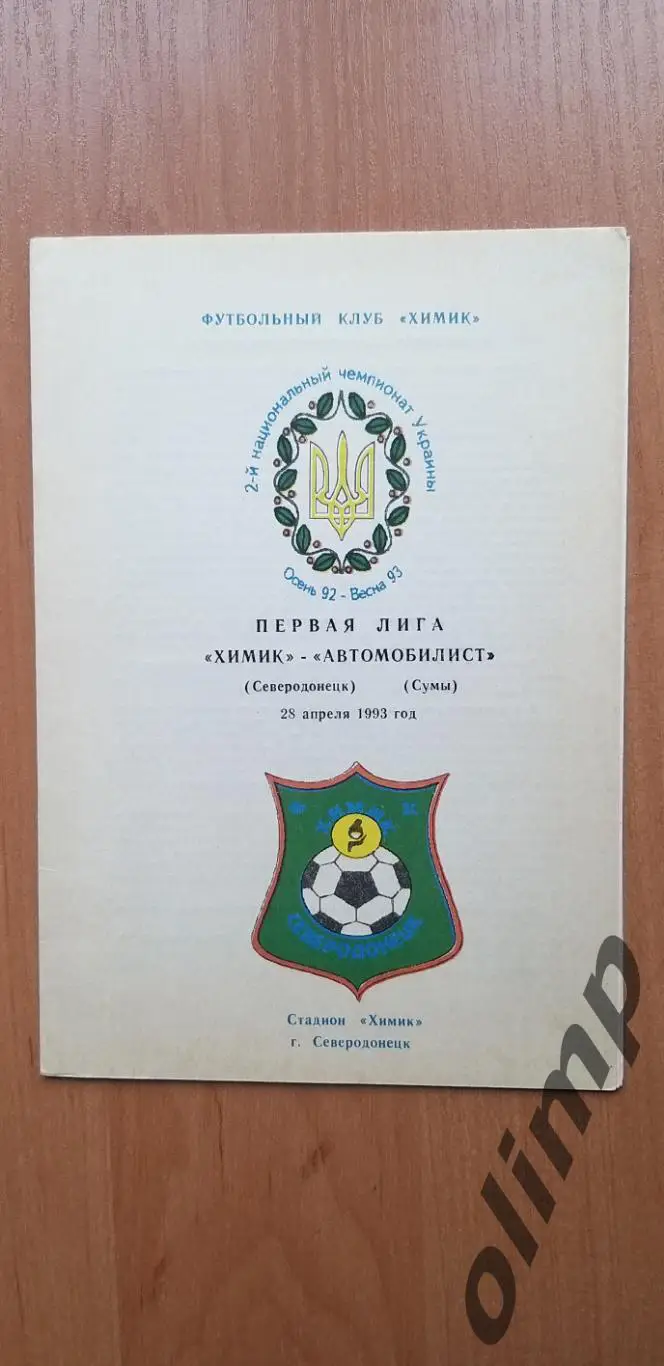 ФУТБОЛЬНЫЙ КЛУБ «ХИМИК»
2-й национальный чемпионат Украины
Осень 92 - Весна 93
ПЕРВАЯ ЛИГА
«ХИМИК» - «АВТОМОБИЛИСТ»
(Северодонецк) (Сумы)
28 апреля 1993 год
Ф К
ХИМИК
СЕВЕРОДОНЕЦК
Стадион «Химик»
г. Северодонецк
olimp